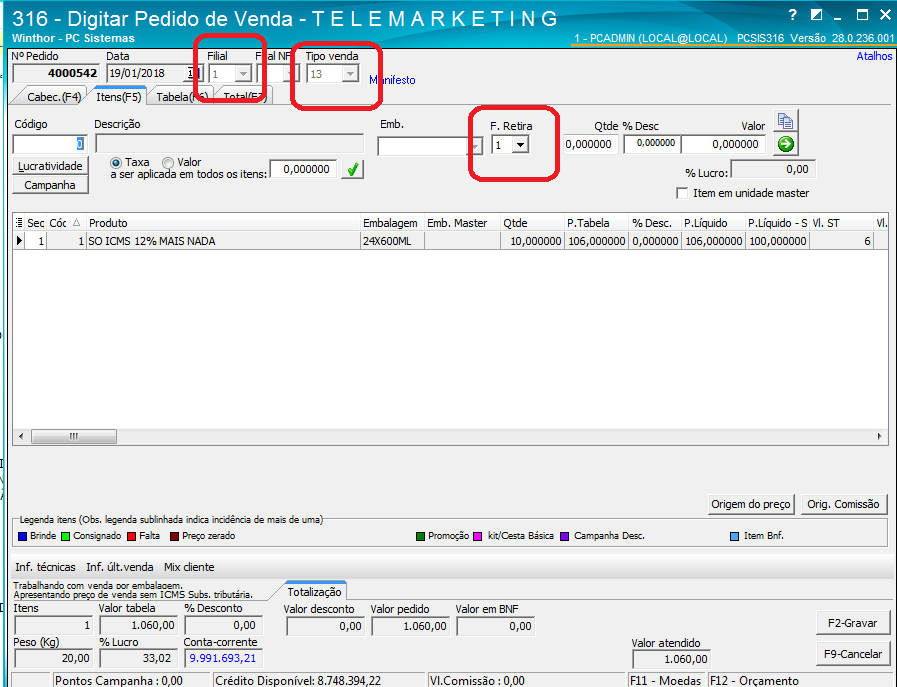 316 - Digitar Pedido de Venda - T E L E M A R K E T I N G
Winthor - PC Sistemas
1 - PCADMIN (LOCAL@LOCAL) PCSIS316 Versão 28.0.236.001
Nº Pedido Data Filial Filial NF Tipo venda Atalhos
4000542 19/01/2018 1 13 Manifesto
Cabec.(F4) Itens(F5) Tabela(F6) Total(F7)
Código Descrição Emb. F. Retira Qtde % Desc Valor
0 1 0,000000 0,000000 0,000000
Lucratividade Taxa Valor
a ser aplicada em todos os itens: 0,000000 % Lucro: 0,00
Campanha Item em unidade master
Sec Cóc Produto Embalagem Emb. Master Qtde P.Tabela % Desc. P.Líquido P.Líquido - S Vl. ST Vl.
1 1 SO ICMS 12% MAIS NADA 24X600ML 10,000000 106,000000 0,000000 106,000000 100,000000 6
Origem do preço Orig. Comissão
Legenda itens (Obs. legenda sublinhada indica incidência de mais de uma)
Brinde Consignado Falta Preço zerado Promoção kit/Cesta Básica Campanha Desc. Item Bnf.
Inf. técnicas Inf. últ.venda Mix cliente
Trabalhando com venda por embalagem.
Apresentando preço de venda sem ICMS Subs. tributária.
Totalização
Itens Valor tabela % Desconto Valor desconto Valor pedido Valor em BNF
1 1.060,00 0,00 0,00 1.060,00 0,00 F2-Gravar
Peso (Kg) % Lucro Conta-corrente Valor atendido
20,00 33,02 9.991.693,21 1.060,00 F9-Cancelar
Pontos Campanha : 0,00 Crédito Disponível: 8.748.394,22 Vl.Comissão : 0,00 F11 - Moedas F12 - Orçamento